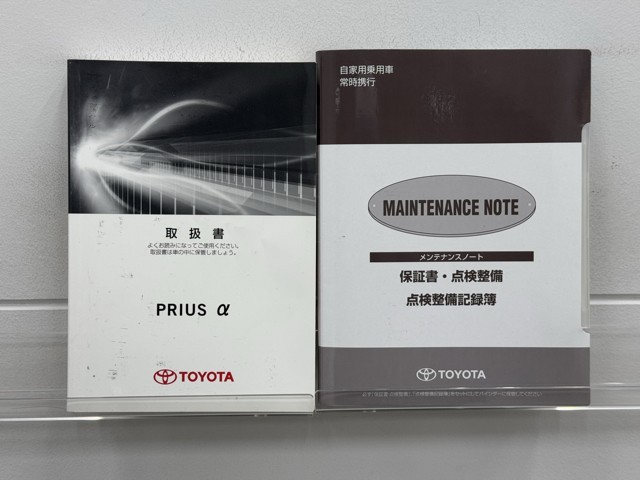 取扱書
よくお読みになってご使用ください。
取扱書は車の中に保管しましょう。
PRIUS α
TOYOTA
自家用乗用車
常時携行
MAINTENANCE NOTE
メンテナンスノート
保証書・点検整備
点検整備記録簿
TOYOTA